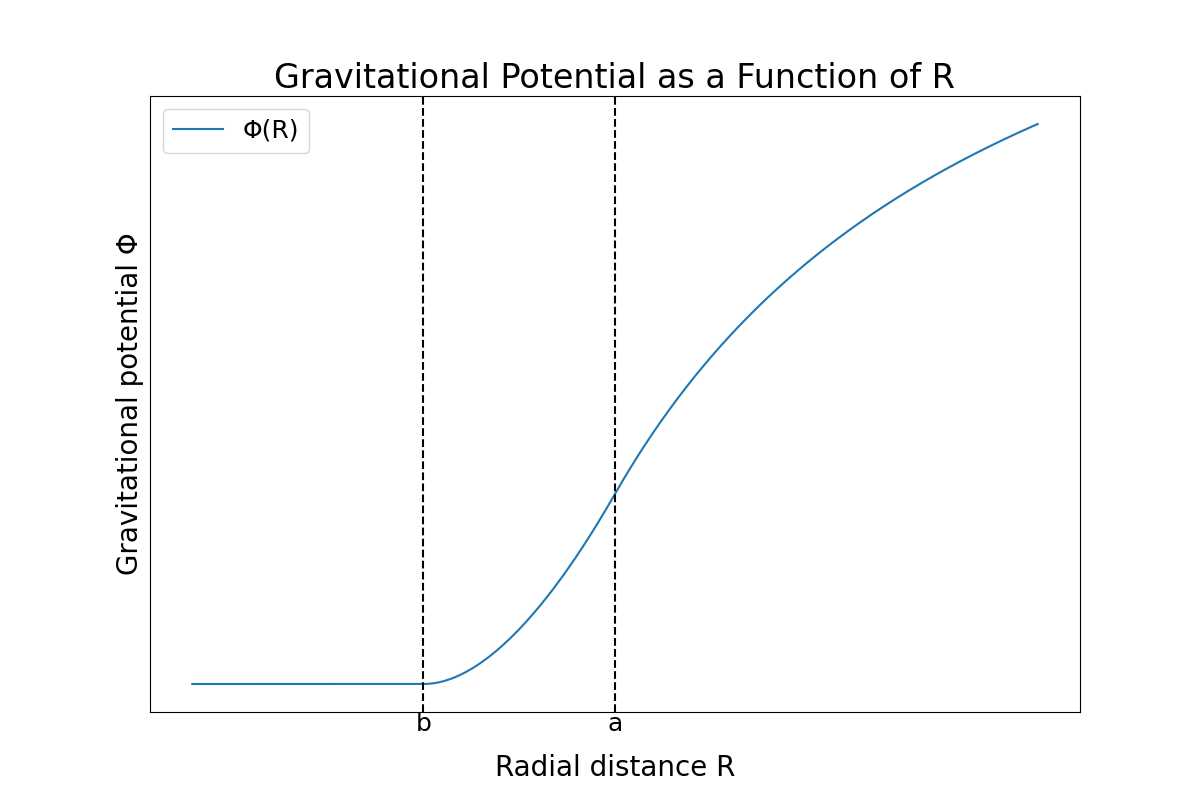 Gravitational Potential as a Function of R
Φ(R)
Gravitational potential Φ
b
a
Radial distance R